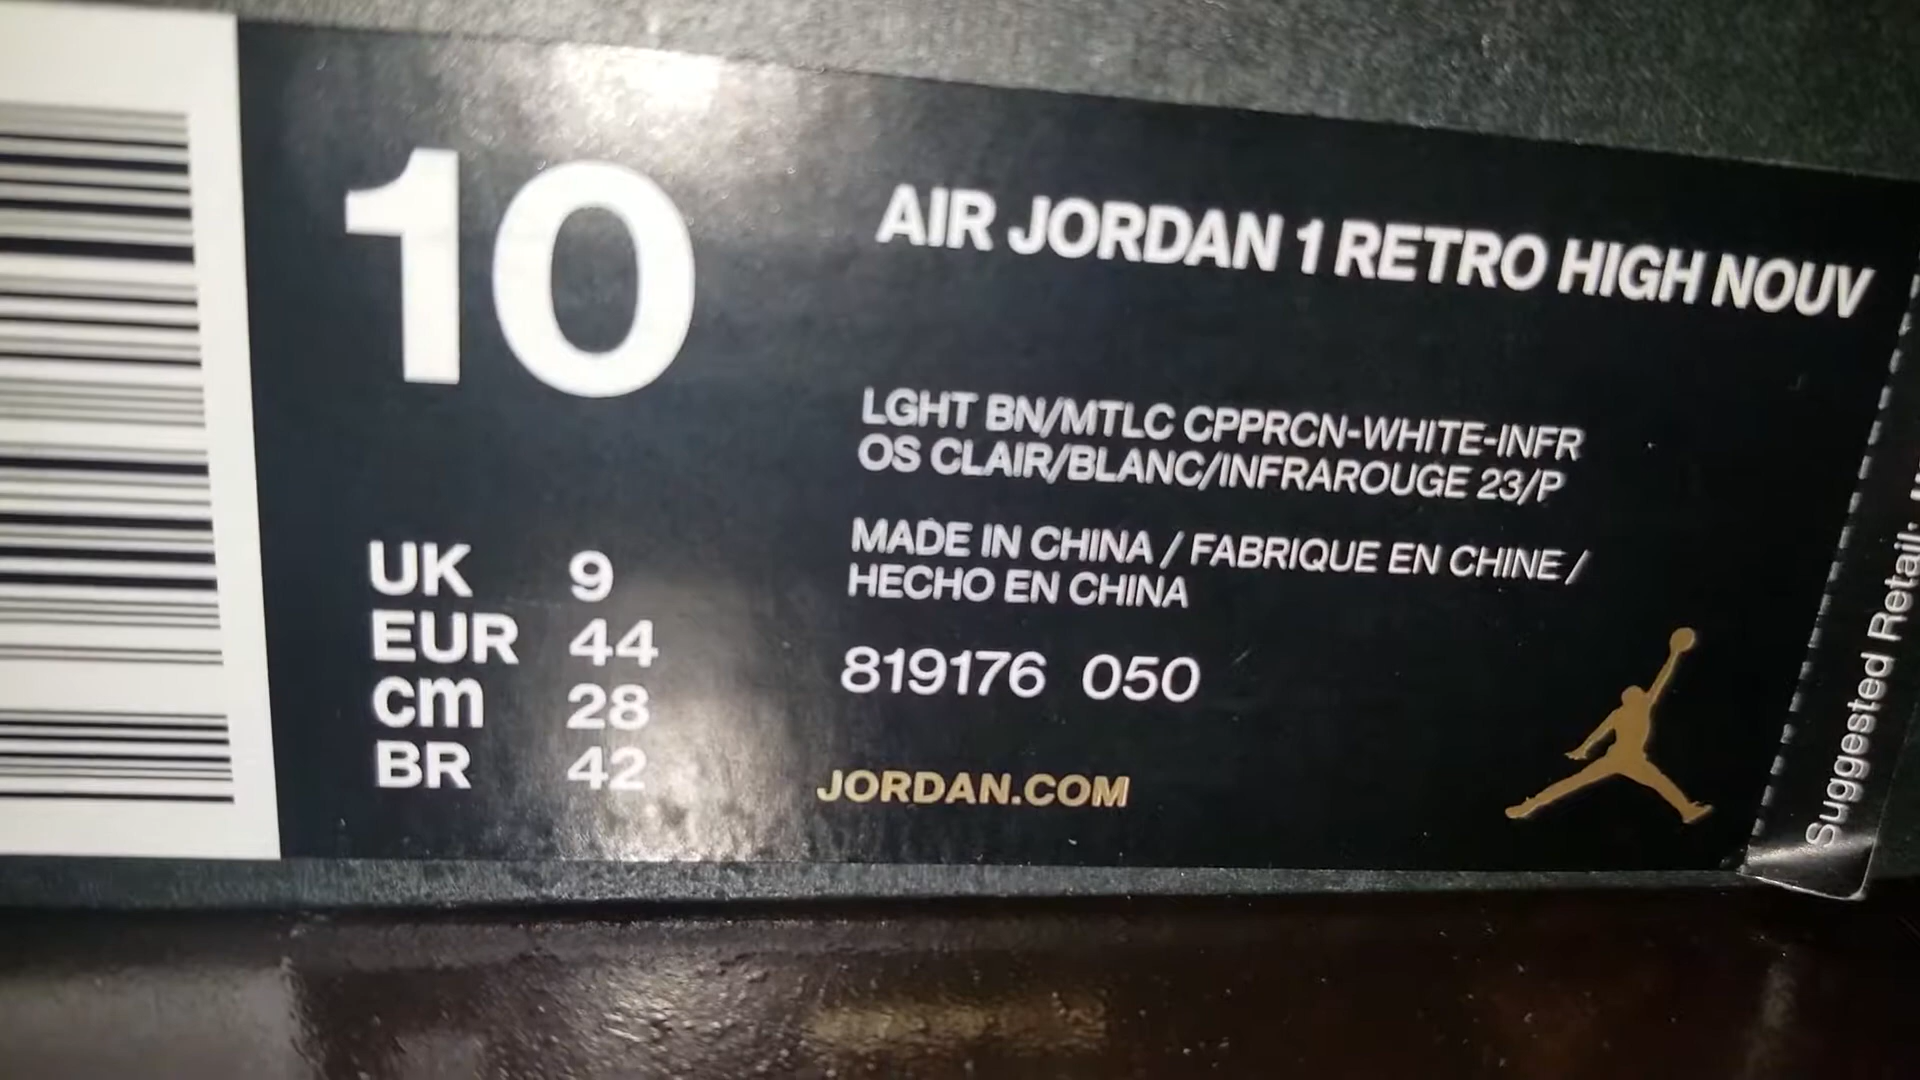 10
AIR JORDAN 1 RETRO HIGH NOUV
LGHT BN/MTLC CPPRCN-WHITE-INFR
OS CLAIR/BLANC/INFRAROUGE 23/P
MADE IN CHINA / FABRIQUE EN CHINE /
HECHO EN CHINA
UK 9
EUR 44
cm 28
BR 42
819176 050
JORDAN.COM
Suggested Retail: